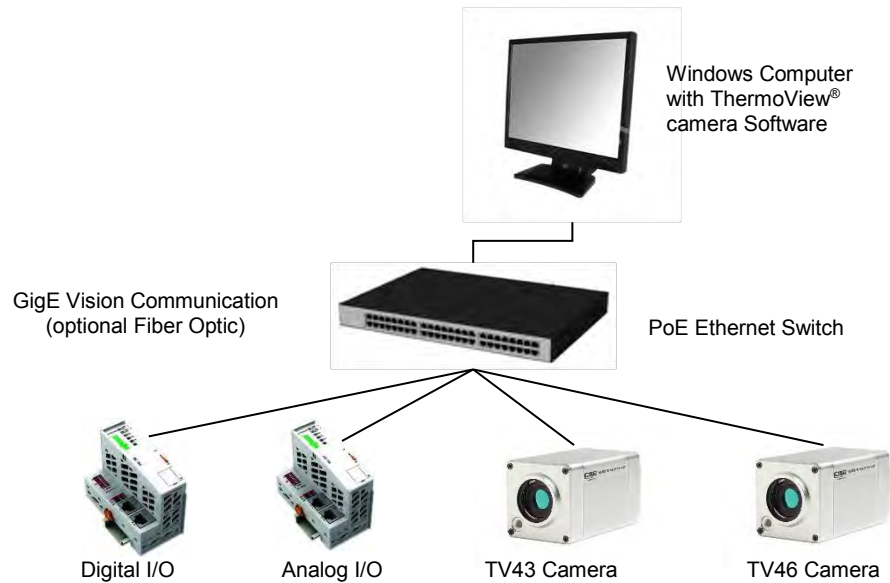 Windows Computer
with ThermoView®
camera Software
GigE Vision Communication
(optional Fiber Optic)
PoE Ethernet Switch
Digital I/O
Analog I/O
TV43 Camera
TV46 Camera